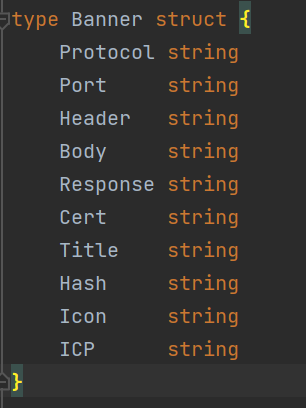 type Banner struct {
    Protocol string
    Port     string
    Header   string
    Body     string
    Response string
    Cert     string
    Title    string
    Hash     string
    Icon     string
    ICP      string
}